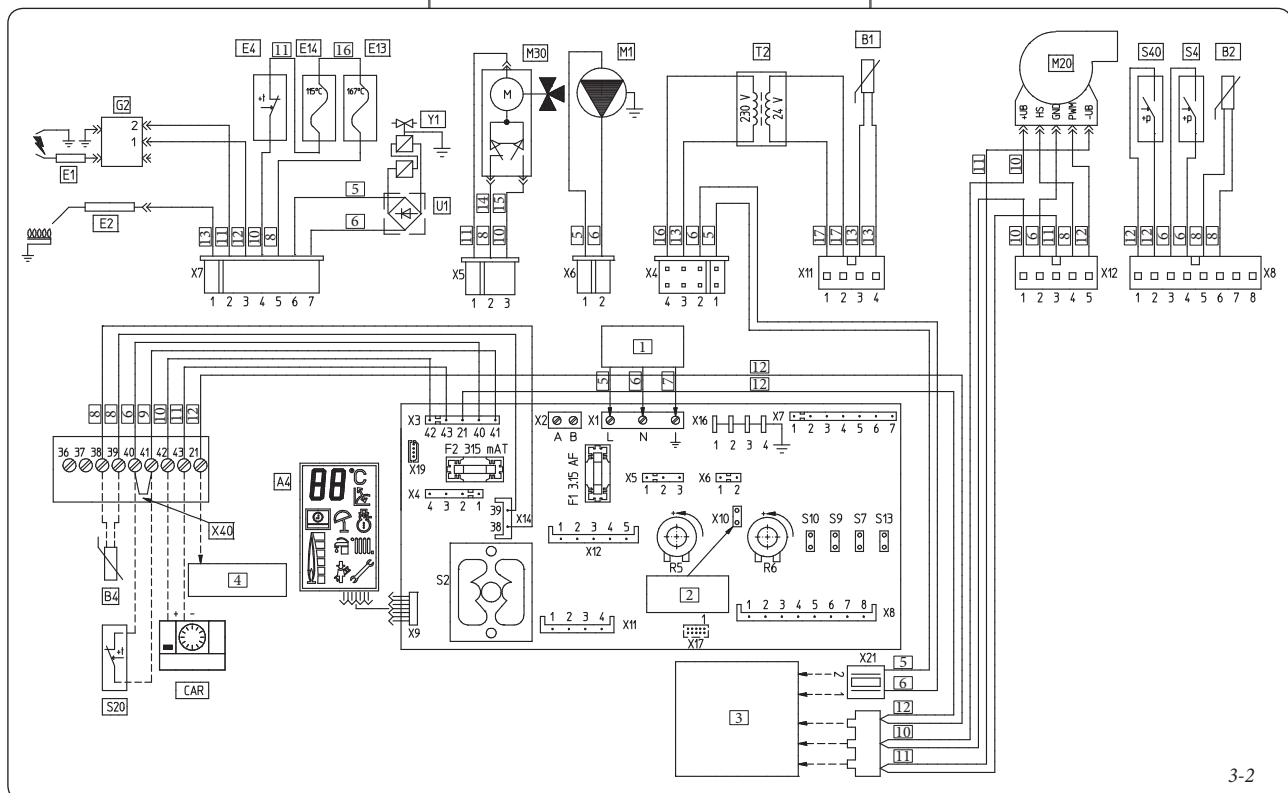 E4 11 E14 16 E13
M30
M1
T2
B1
M20
S40 S4 B2
115°C 167°C
+t
M
230 V 24 V
+UB HS GND PWM -UB
+p +p
G2
2
1
Y1
E1
E2
5
6
U1
11 10
13 11 12 10 8
11 8 14 10 15
5 6
16 13 6 5
17 17 13 13
10 6 11 8 12
12 12 6 6 8 8
X7
1 2 3 4 5 6 7
X5
1 2 3
X6
1 2
X4
4 3 2 1
X11
1 2 3 4
X12
1 2 3 4 5
X8
1 2 3 4 5 6 7 8
1
5 6 7
12
12
8 8 6 9 10 11 12
36 37 38 39 40 41 42 43 21
X3
42 43 21 40 41
X2
A B
X1
L N
X16
1 2 3 4
X7
1 2 3 4 5 6 7
X19
F2 315 mAT
F1 3.15 AF
X4
4 3 2 1
X5
1 2 3
X6
1 2
39
38
X14
X12
1 2 3 4 5
X10
+
R5
+
R6
S10 S9 S7 S13
A4
88 °C
X40
4
B4
S2
2
1
X17
1 2 3 4
X11
1 2 3 4 5 6 7 8
X8
X9
+ -
+t
CAR
S20
3
2
1
X21
5
6
12
10
11
3-2